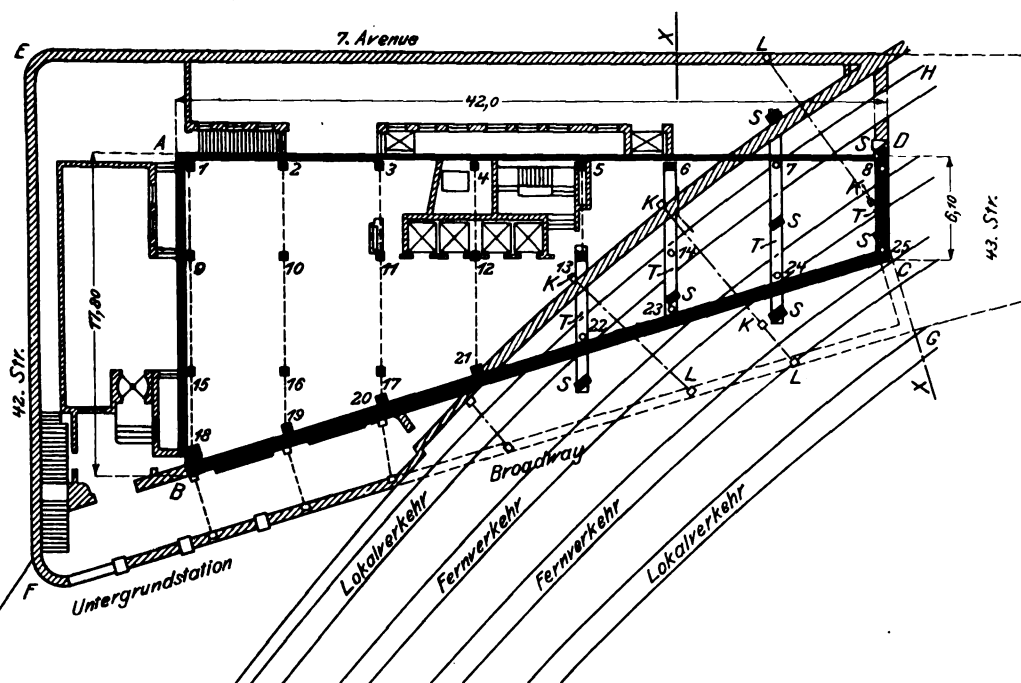 E
7. Avenue
X
L
H
42,0
S
A
S
D
1
2
3
4
5
6
7
8
K
K
6,10
43. Str.
T
S
S
9
10
11
12
13
14
T
T
25
K
24
C
17,80
S
23
S
T
22
K
G
42. Str.
15
16
17
21
L
L
X
20
S
18
19
B
Broadway
Lokalverkehr
Fernverkehr
Fernverkehr
Lokalverkehr
F
Untergrundstation